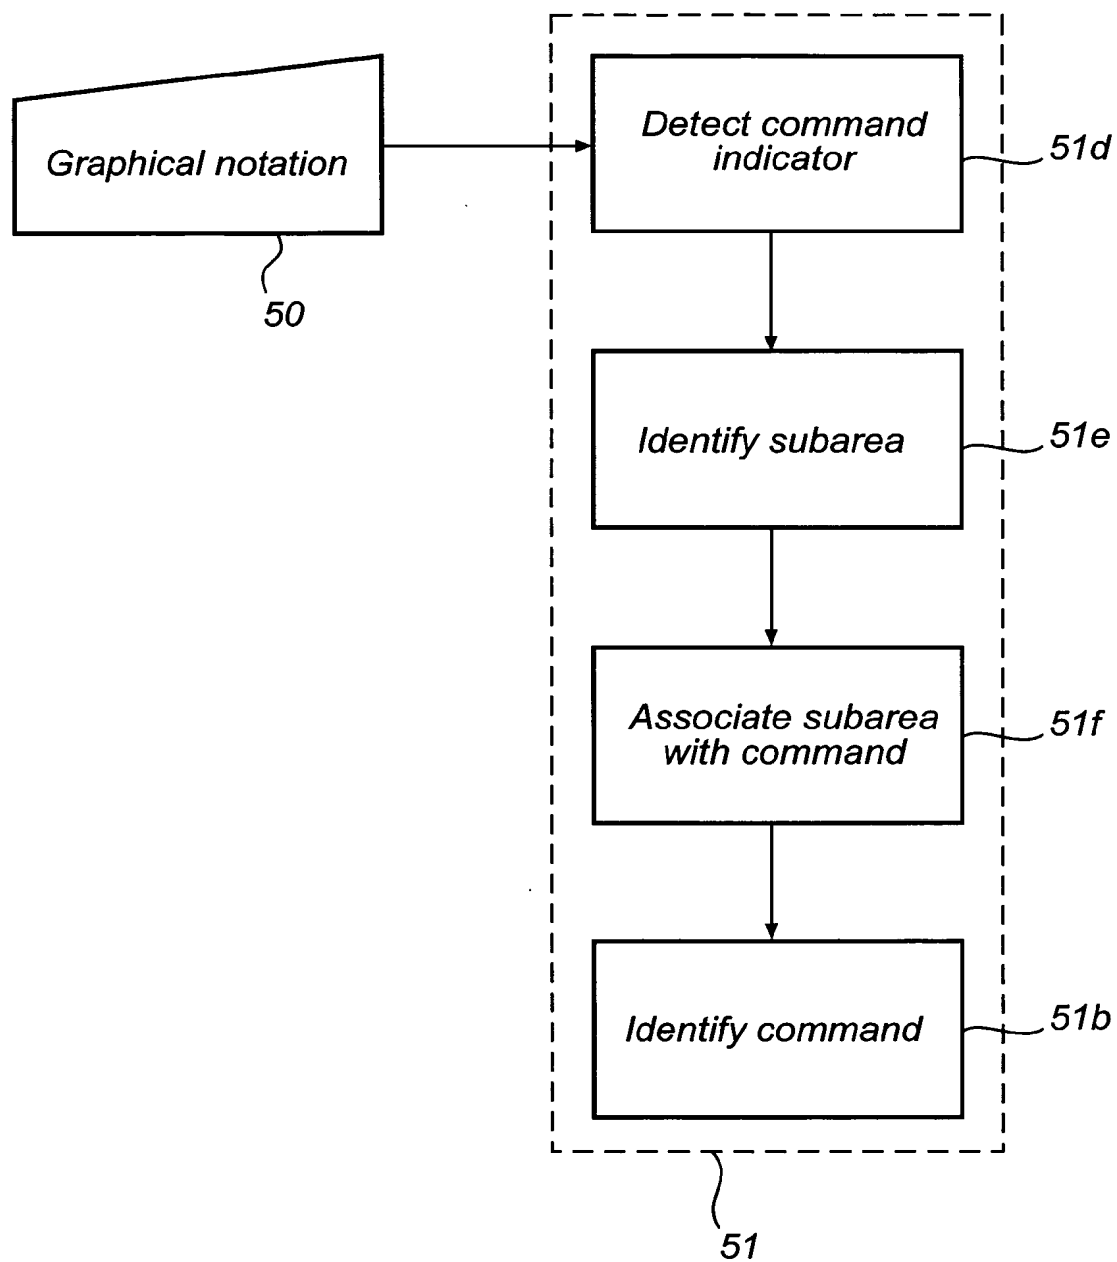 Graphical notation
50
Detect command
indicator
51d
Identify subarea
51e
Associate subarea
with command
51f
Identify command
51b
51